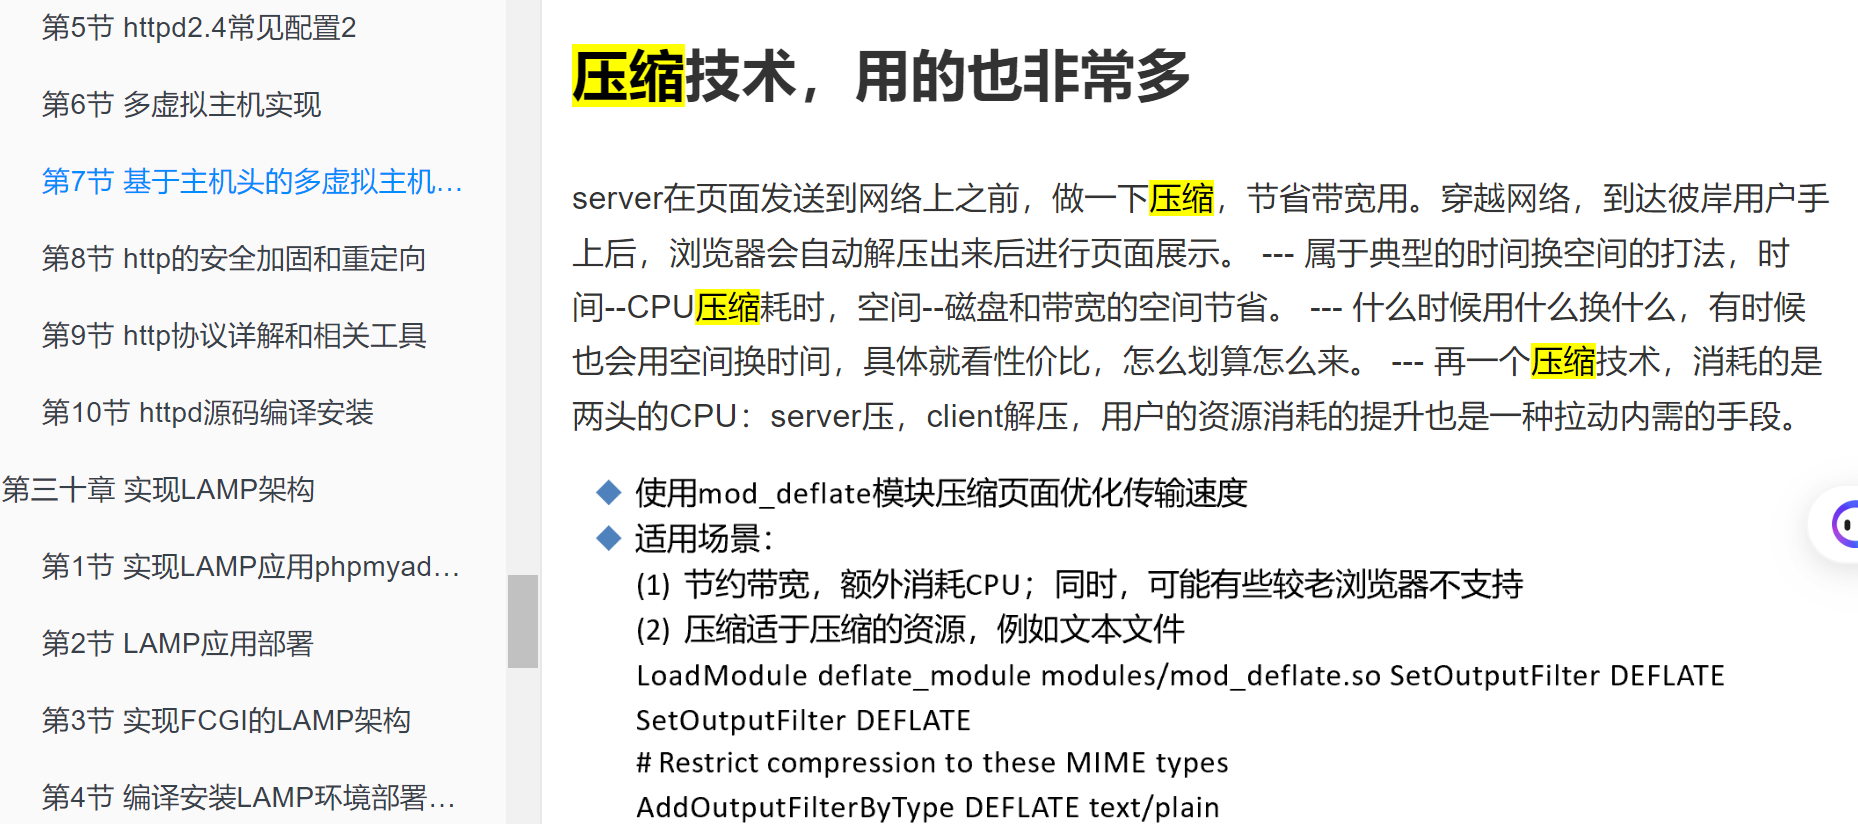 第5节 httpd2.4常见配置2
第6节 多虚拟主机实现
第7节 基于主机头的多虚拟主机…
第8节 http的安全加固和重定向
第9节 http协议详解和相关工具
第10节 httpd源码编译安装
第三十章 实现LAMP架构
第1节 实现LAMP应用phpmyad…
第2节 LAMP应用部署
第3节 实现FCGI的LAMP架构
第4节 编译安装LAMP环境部署…
压缩技术，用的也非常多
server在页面发送到网络上之前，做一下压缩，节省带宽用。穿越网络，到达彼岸用户手
上后，浏览器会自动解压出来后进行页面展示。 --- 属于典型的时间换空间的打法，时
间--CPU压缩耗时，空间--磁盘和带宽的空间节省。 --- 什么时候用什么换什么，有时候
也会用空间换时间，具体就看性价比，怎么划算怎么来。 --- 再一个压缩技术，消耗的是
两头的CPU：server压，client解压，用户的资源消耗的提升也是一种拉动内需的手段。
使用mod_deflate模块压缩页面优化传输速度
适用场景：
(1) 节约带宽，额外消耗CPU；同时，可能有些较老浏览器不支持
(2) 压缩适于压缩的资源，例如文本文件
LoadModule deflate_module modules/mod_deflate.so SetOutputFilter DEFLATE
SetOutputFilter DEFLATE
# Restrict compression to these MIME types
AddOutputFilterByType DEFLATE text/plain